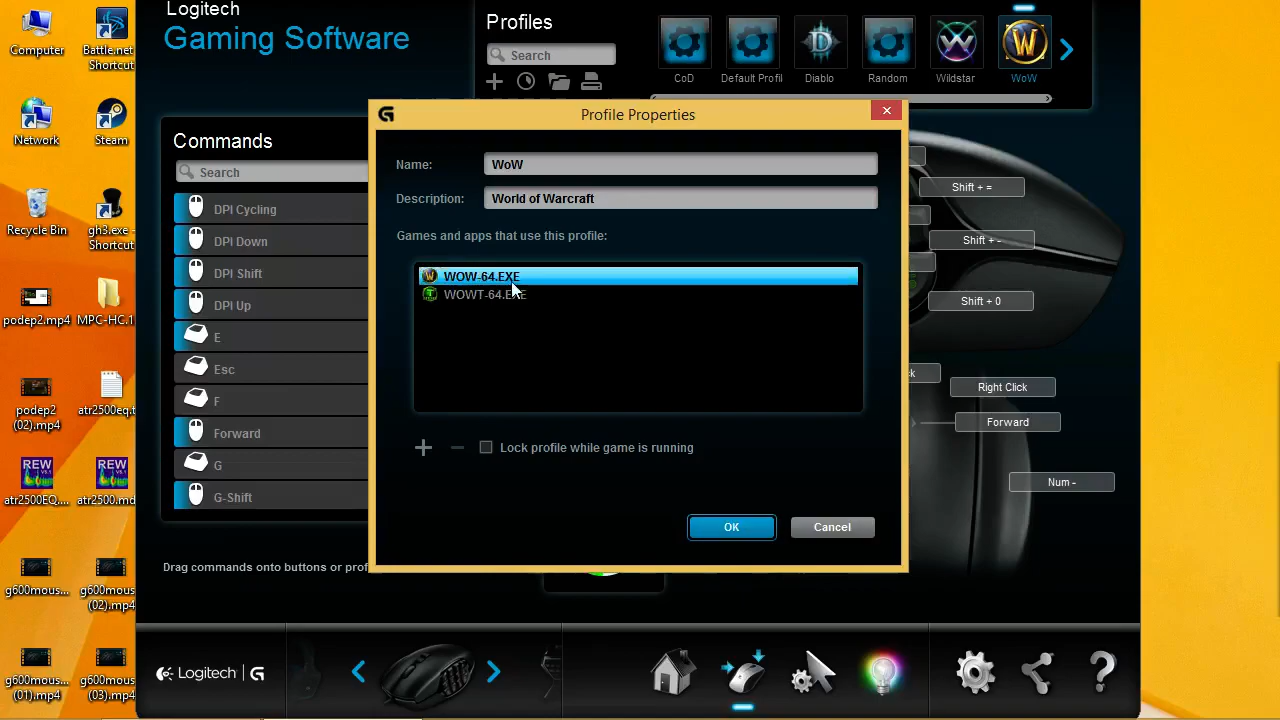 Computer
Battle.net
Shortcut
Network
Steam
Recycle Bin
gh3.exe -
Shortcut
podep2.mp4
MPC-HC.1
podep2
(02).mp4
atr2500eq.t
REW
REW
atr2500EQ....
atr2500.md
g600mous...
g600mous
(02).mp4
g600mous...
(01).mp4
g600mous
(03).mp4
Logitech
Gaming Software
Profiles
Search
CoD
Default Profil
Diablo
Random
Wildstar
WoW
Commands
Search
DPI Cycling
DPI Down
DPI Shift
DPI Up
E
Esc
F
Forward
G
G-Shift
Drag commands onto buttons or prof
Profile Properties
Name:
WoW
Description:
World of Warcraft
Games and apps that use this profile:
WOW-64.EXE
WOWT-64.EXE
Lock profile while game is running
OK
Cancel
Shift + =
Shift + -
Shift + 0
ck
Right Click
Forward
Num -
Logitech | G